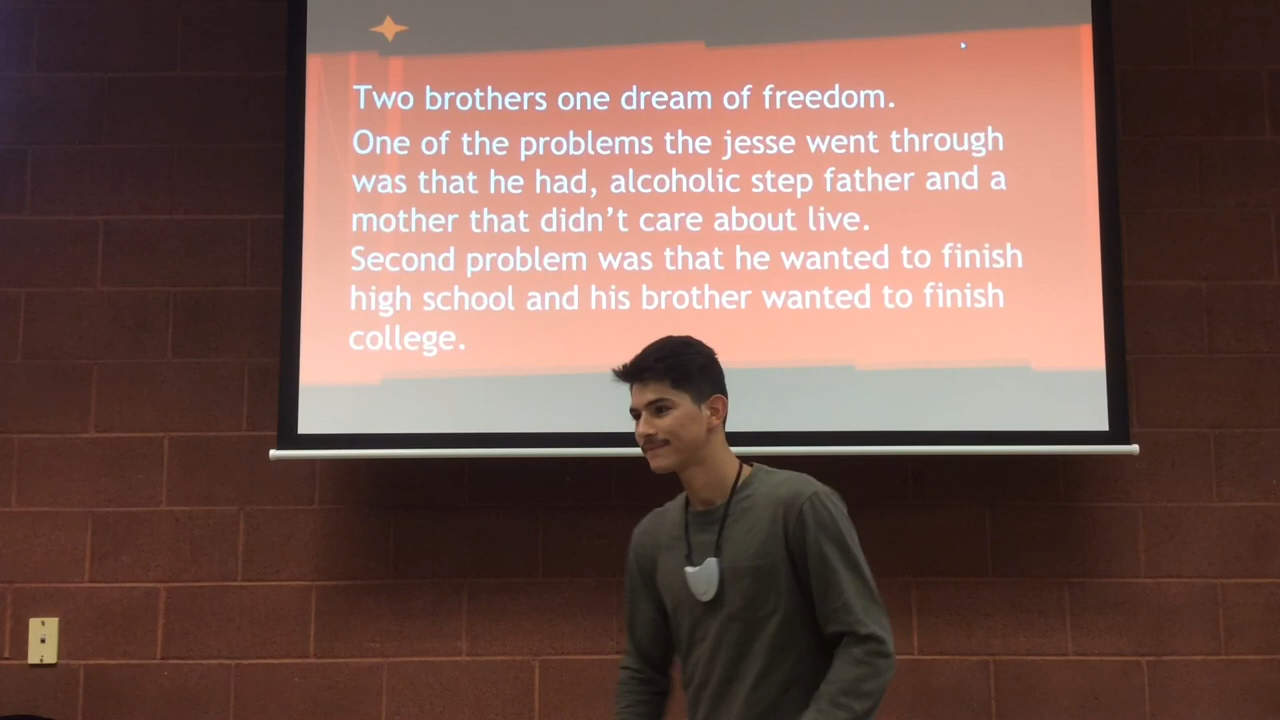 Two brothers one dream of freedom.
One of the problems the jesse went through
was that he had, alcoholic step father and a
mother that didn’t care about live.
Second problem was that he wanted to finish
high school and his brother wanted to finish
college.